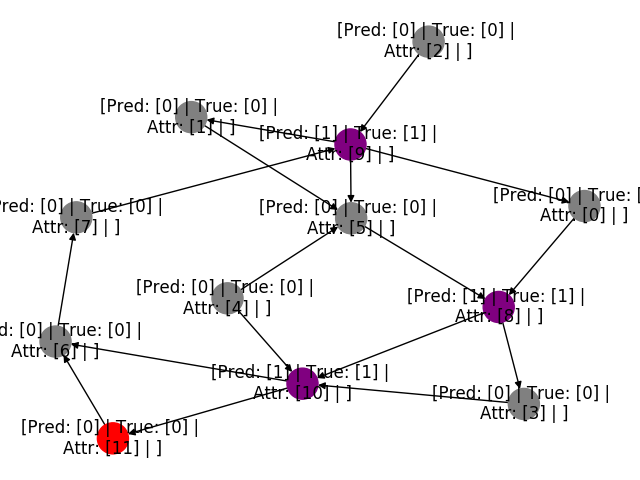 [Pred: [0] | True: [0] |
Attr: [2] | ]
[Pred: [0] | True: [0] |
Attr: [1] | ]
[Pred: [1] | True: [1] |
Attr: [9] | ]
[Pred: [0] | True: [
Attr: [0] | ]
Pred: [0] | True: [0] |
Attr: [7] | ]
[Pred: [0] | True: [0] |
Attr: [5] | ]
[Pred: [0] | True: [0] |
Attr: [4] | ]
[Pred: [1] | True: [1] |
Attr: [8] | ]
[0] | True: [0] |
Attr: [6] | ]
[Pred: [1] | True: [1] |
Attr: [10] | ]
[Pred: [0] | True: [0] |
Attr: [3] | ]
[Pred: [0] | True: [0] |
Attr: [11] | ]